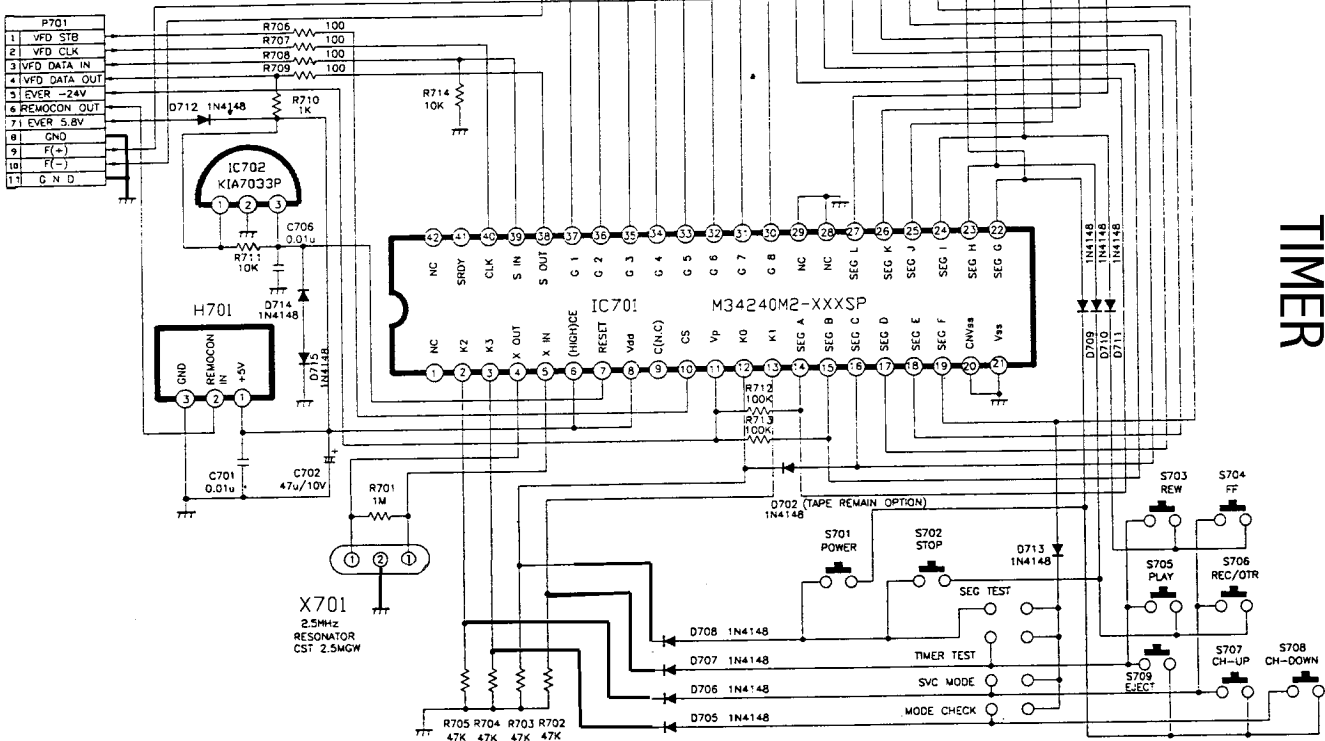 P701
1 VFD STB
2 VFD CLK
3 VFD DATA IN
4 VFD DATA OUT
5 EVER -24V
6 REMOCON OUT
7 EVER 5.8V
8 GND
9 F(+)
10 F(-)
11 G N D
R706 100
R707 100
R708 100
R709 100
R710
1K
R714
10K
D712 1N4148
IC702
KIA7033P
1 2 3
R711
10K
C706
0.01u
D714
1N4148
D715
1N4148
H701
GND
REMOCON
IN
+5V
3 2 1
C701
0.01u
C702
47u/10V
+
42 41 40 39 38 37 36 35 34 33 32 31 30 29 28 27 26 25 24 23 22
NC SRDY CLK S IN S OUT G 1 G 2 G 3 G 4 G 5 G 6 G 7 G 8 NC NC SEG L SEG K SEG J SEG I SEG H SEG G
IC701 M34240M2-XXXSP
NC K2 K3 X OUT X IN (HIGH)CE RESET Vdd C(N.C) CS Vp K0 K1 SEG A SEG B SEG C SEG D SEG E SEG F CNVss Vss
1 2 3 4 5 6 7 8 9 10 11 12 13 14 15 16 17 18 19 20 21
1N4148
1N4148
1N4148
D709
D710
D711
TIMER
R712
100K
R713
100K
D702 (TAPE REMAIN OPTION)
1N4148
R701
1M
1 2 1
X701
2.5MHz
RESONATOR
CST 2.5MGW
S701
POWER
S702
STOP
D713
1N4148
S703
REW
S704
FF
S705
PLAY
S706
REC/OTR
S709
EJECT
S707
CH-UP
S708
CH-DOWN
SEG TEST
TIMER TEST
SVC MODE
MODE CHECK
D708 1N4148
D707 1N4148
D706 1N4148
D705 1N4148
R705 R704 R703 R702
47K 47K 47K 47K